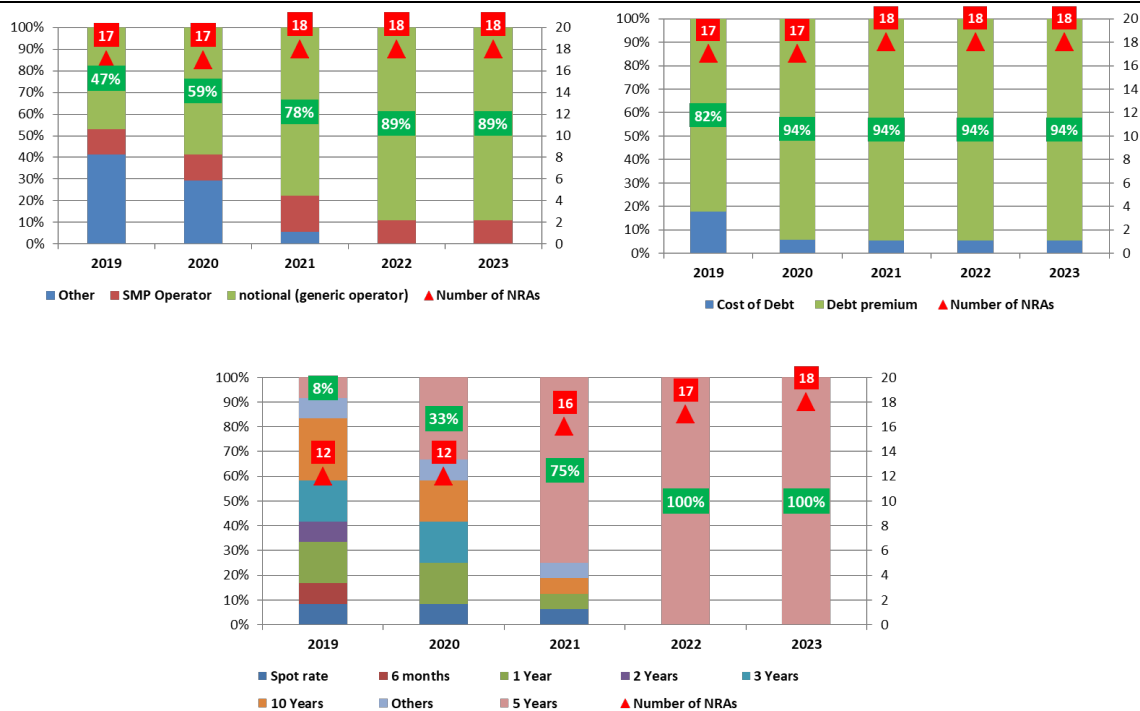 100% 20
90% 18
80% 16
70% 14
60% 12
50% 10
40% 8
30% 6
20% 4
10% 2
0% 0
17 17 18 18 18
47% 59% 78% 89% 89%
2019 2020 2021 2022 2023
Other SMP Operator notional (generic operator) Number of NRAs
100% 20
90% 18
80% 16
70% 14
60% 12
50% 10
40% 8
30% 6
20% 4
10% 2
0% 0
17 17 18 18 18
82% 94% 94% 94% 94%
2019 2020 2021 2022 2023
Cost of Debt Debt premium Number of NRAs
100% 20
90% 18
80% 16
70% 14
60% 12
50% 10
40% 8
30% 6
20% 4
10% 2
0% 0
12 12 16 17 18
8% 33% 75% 100% 100%
2019 2020 2021 2022 2023
Spot rate 6 months 1 Year 2 Years 3 Years
10 Years Others 5 Years Number of NRAs